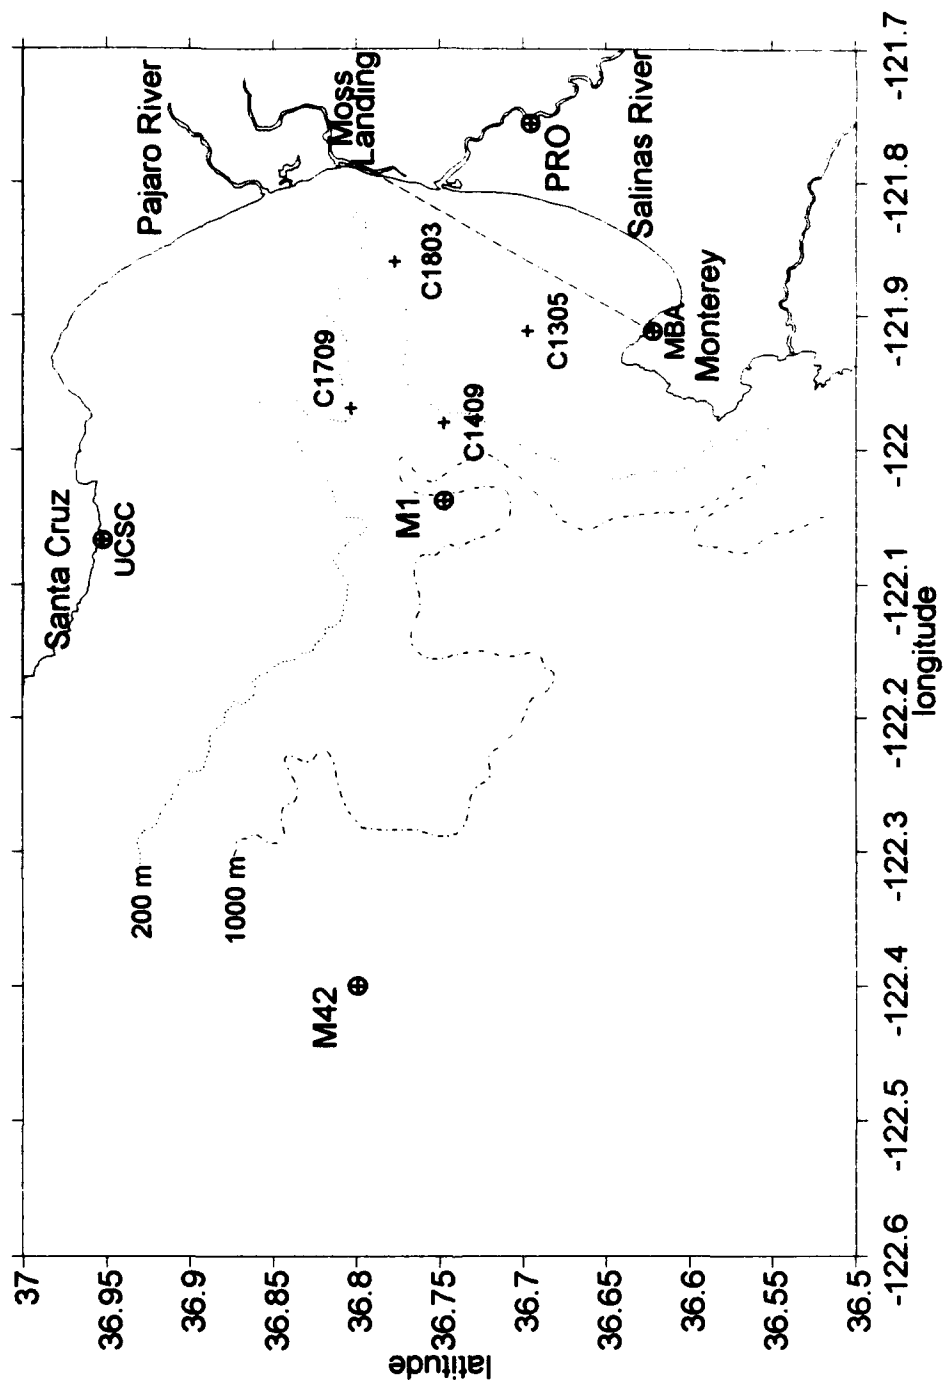 Santa Cruz
UCSC
Pajaro River
Moss
Landing
200 m
1000 m
C1709
C1803
M42
M1
C1409
C1305
PRO
Salinas River
MBA
Monterey
37
36.95
36.9
36.85
36.8
36.75
36.7
36.65
36.6
36.55
36.5
latitude
-122.6
-122.5
-122.4
-122.3
-122.2
-122.1
-122
-121.9
-121.8
-121.7
longitude